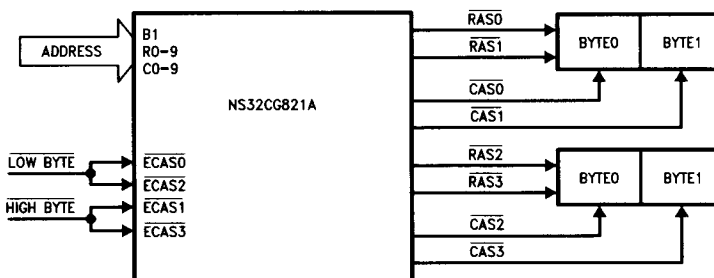 ADDRESS
B1
R0-9
C0-9
NS32CG821A
LOW BYTE
HIGH BYTE
ECAS0
ECAS2
ECAS1
ECAS3
RAS0
RAS1
CAS0
CAS1
BYTE0 BYTE1
RAS2
RAS3
CAS2
CAS3
BYTE0 BYTE1